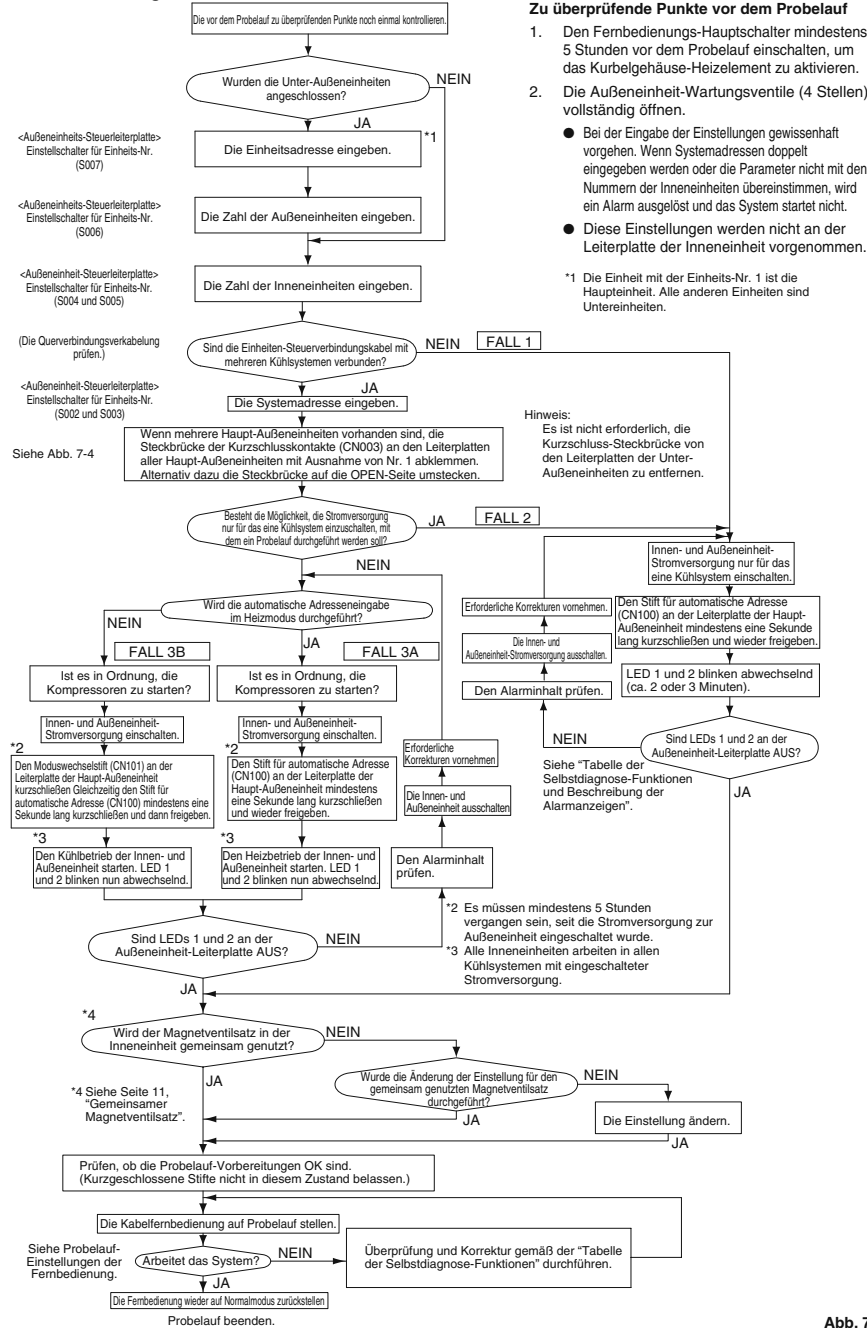 Die vor dem Probelauf zu überprüfenden Punkte noch einmal kontrollieren.
Wurden die Unter-Außeneinheiten
angeschlossen?
NEIN
JA
*1
<Außeneinheits-Steuerleiterplatte>
Einstellschalter für Einheits-Nr.
(S007)
Die Einheitsadresse eingeben.
<Außeneinheits-Steuerleiterplatte>
Einstellschalter für Einheits-Nr.
(S006)
Die Zahl der Außeneinheiten eingeben.
<Außeneinheit-Steuerleiterplatte>
Einstellschalter für Einheits-Nr.
(S004 und S005)
Die Zahl der Inneneinheiten eingeben.
Zu überprüfende Punkte vor dem Probelauf
1. Den Fernbedienungs-Hauptschalter mindestens
5 Stunden vor dem Probelauf einschalten, um
das Kurbelgehäuse-Heizelement zu aktivieren.
2. Die Außeneinheit-Wartungsventile (4 Stellen)
vollständig öffnen.
● Bei der Eingabe der Einstellungen gewissenhaft
vorgehen. Wenn Systemadressen doppelt
eingegeben werden oder die Parameter nicht mit den
Nummern der Inneneinheiten übereinstimmen, wird
ein Alarm ausgelöst und das System startet nicht.
● Diese Einstellungen werden nicht an der
Leiterplatte der Inneneinheit vorgenommen.
*1 Die Einheit mit der Einheits-Nr. 1 ist die
Haupteinheit. Alle anderen Einheiten sind
Untereinheiten.
(Die Querverbindungsverkabelung
prüfen.)
Sind die Einheiten-Steuerverbindungskabel mit
mehreren Kühlsystemen verbunden?
NEIN
FALL 1
JA
<Außeneinheit-Steuerleiterplatte>
Einstellschalter für Einheits-Nr.
(S002 und S003)
Die Systemadresse eingeben.
Siehe Abb. 7-4
Wenn mehrere Haupt-Außeneinheiten vorhanden sind, die
Steckbrücke der Kurzschlusskontakte (CN003) an den Leiterplatten
aller Haupt-Außeneinheiten mit Ausnahme von Nr. 1 abklemmen.
Alternativ dazu die Steckbrücke auf die OPEN-Seite umstecken.
Hinweis:
Es ist nicht erforderlich, die
Kurzschluss-Steckbrücke von
den Leiterplatten der Unter-
Außeneinheiten zu entfernen.
Besteht die Möglichkeit, die Stromversorgung
nur für das eine Kühlsystem einzuschalten, mit
dem ein Probelauf durchgeführt werden soll?
JA
FALL 2
NEIN
Wird die automatische Adresseneingabe
im Heizmodus durchgeführt?
NEIN
JA
FALL 3B
FALL 3A
Ist es in Ordnung, die
Kompressoren zu starten?
Ist es in Ordnung, die
Kompressoren zu starten?
Innen- und Außeneinheit-
Stromversorgung einschalten.
Innen- und Außeneinheit-
Stromversorgung einschalten.
*2
Den Moduswechselstift (CN101) an der
Leiterplatte der Haupt-Außeneinheit
kurzschließen Gleichzeitig den Stift für
automatische Adresse (CN100) mindestens eine
Sekunde lang kurzschließen und dann freigeben.
*2
Den Stift für automatische Adresse
(CN100) an der Leiterplatte der
Haupt-Außeneinheit mindestens
eine Sekunde lang kurzschließen
und wieder freigeben.
*3
Den Kühlbetrieb der Innen- und
Außeneinheit starten. LED 1
und 2 blinken nun abwechselnd.
*3
Den Heizbetrieb der Innen- und
Außeneinheit starten. LED 1
und 2 blinken nun abwechselnd.
Erforderliche
Korrekturen vornehmen
Die Innen- und
Außeneinheit ausschalten
Den Alarminhalt
prüfen.
Innen- und Außeneinheit-
Stromversorgung nur für das
eine Kühlsystem einschalten.
Den Stift für automatische Adresse
(CN100) an der Leiterplatte der Haupt-
Außeneinheit mindestens eine Sekunde
lang kurzschließen und wieder freigeben.
LED 1 und 2 blinken abwechselnd
(ca. 2 oder 3 Minuten).
Sind LEDs 1 und 2 an der
Außeneinheit-Leiterplatte AUS?
NEIN
JA
Erforderliche Korrekturen vornehmen.
Die Innen- und
Außeneinheit-Stromversorgung ausschalten.
Den Alarminhalt prüfen.
Siehe “Tabelle der
Selbstdiagnose-Funktionen
und Beschreibung der
Alarmanzeigen”.
Sind LEDs 1 und 2 an der
Außeneinheit-Leiterplatte AUS?
NEIN
JA
*2 Es müssen mindestens 5 Stunden
vergangen sein, seit die Stromversorgung zur
Außeneinheit eingeschaltet wurde.
*3 Alle Inneneinheiten arbeiten in allen
Kühlsystemen mit eingeschalteter
Stromversorgung.
*4
Wird der Magnetventilsatz in der
Inneneinheit gemeinsam genutzt?
NEIN
JA
*4 Siehe Seite 11,
“Gemeinsamer
Magnetventilsatz”.
Wurde die Änderung der Einstellung für den
gemeinsam genutzten Magnetventilsatz
durchgeführt?
NEIN
JA
Die Einstellung ändern.
JA
Prüfen, ob die Probelauf-Vorbereitungen OK sind.
(Kurzgeschlossene Stifte nicht in diesem Zustand belassen.)
Die Kabelfernbedienung auf Probelauf stellen.
Siehe Probelauf-
Einstellungen der
Fernbedienung.
Arbeitet das System?
NEIN
JA
Überprüfung und Korrektur gemäß der “Tabelle
der Selbstdiagnose-Funktionen” durchführen.
Die Fernbedienung wieder auf Normalmodus zurückstellen
Probelauf beenden.